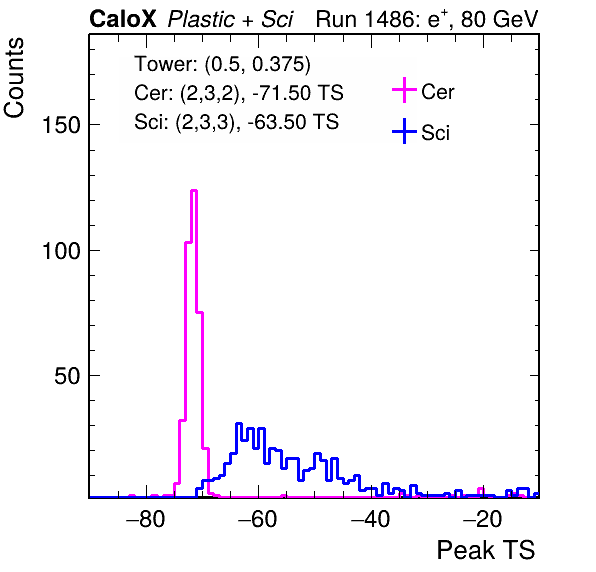 CaloX Plastic + Sci Run 1486: e⁺, 80 GeV
Counts
Tower: (0.5, 0.375)
Cer: (2,3,2), -71.50 TS
Sci: (2,3,3), -63.50 TS
Cer
Sci
150
100
50
−80 −60 −40 −20
Peak TS